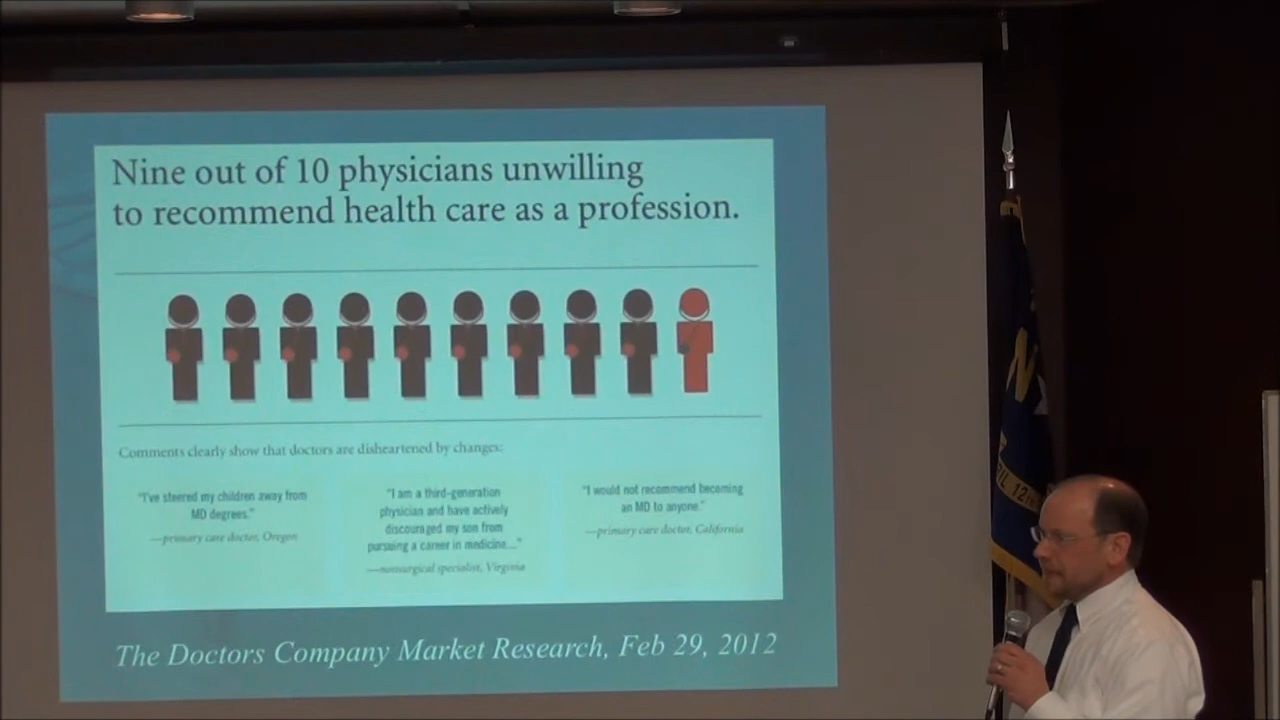 Nine out of 10 physicians unwilling
to recommend health care as a profession.
Comments clearly show that doctors are disheartened by changes:
"I've steered my children away from
MD degrees."
—primary care doctor, Oregon
"I am a third-generation
physician and have actively
discouraged my son from
pursuing a career in medicine...."
—nonsurgical specialist, Virginia
"I would not recommend becoming
an MD to anyone."
—primary care doctor, California
The Doctors Company Market Research, Feb 29, 2012
N
IL 12TH